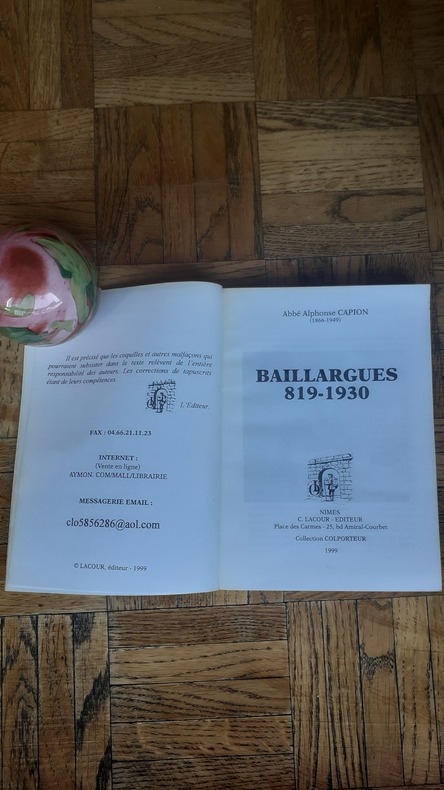 Il est précisé que les coquilles et autres malfaçons qui
pourraient subsister dans le texte relèvent de l'entière
responsabilité des auteurs. Les corrections de tapuscrits
étant de leurs compétences.
L'Editeur.
FAX : 04.66.21.11.23
INTERNET :
(Vente en ligne)
AYMON. COM/MALL/LIBRAIRIE
MESSAGERIE EMAIL :
clo5856286@aol.com
© LACOUR, éditeur - 1999
Abbé Alphonse CAPION
(1866-1949)
BAILLARGUES
819-1930
NIMES
C. LACOUR - EDITEUR
Place des Carmes - 25, bd Amiral-Courbet
Collection COLPORTEUR
1999